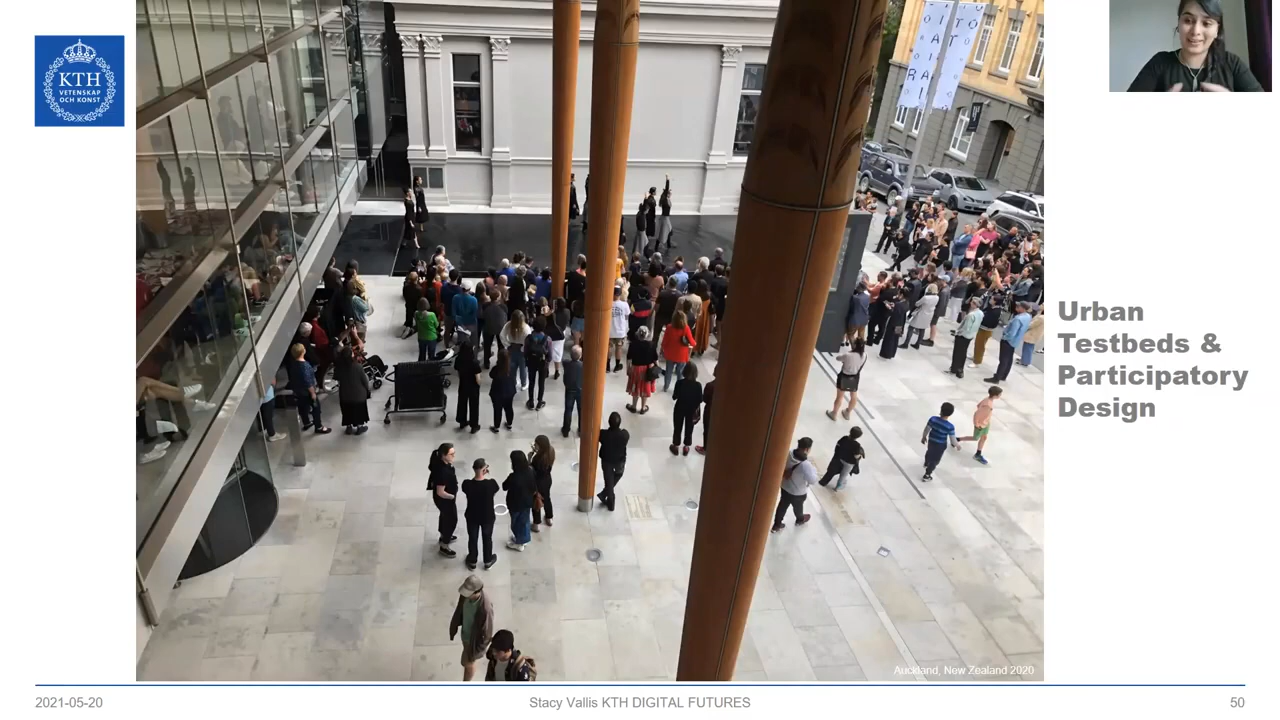 KTH
VETENSKAP
OCH KONST
Urban
Testbeds &
Participatory
Design
Auckland, New Zealand 2020
2021-05-20
Stacy Vallis KTH DIGITAL FUTURES
50